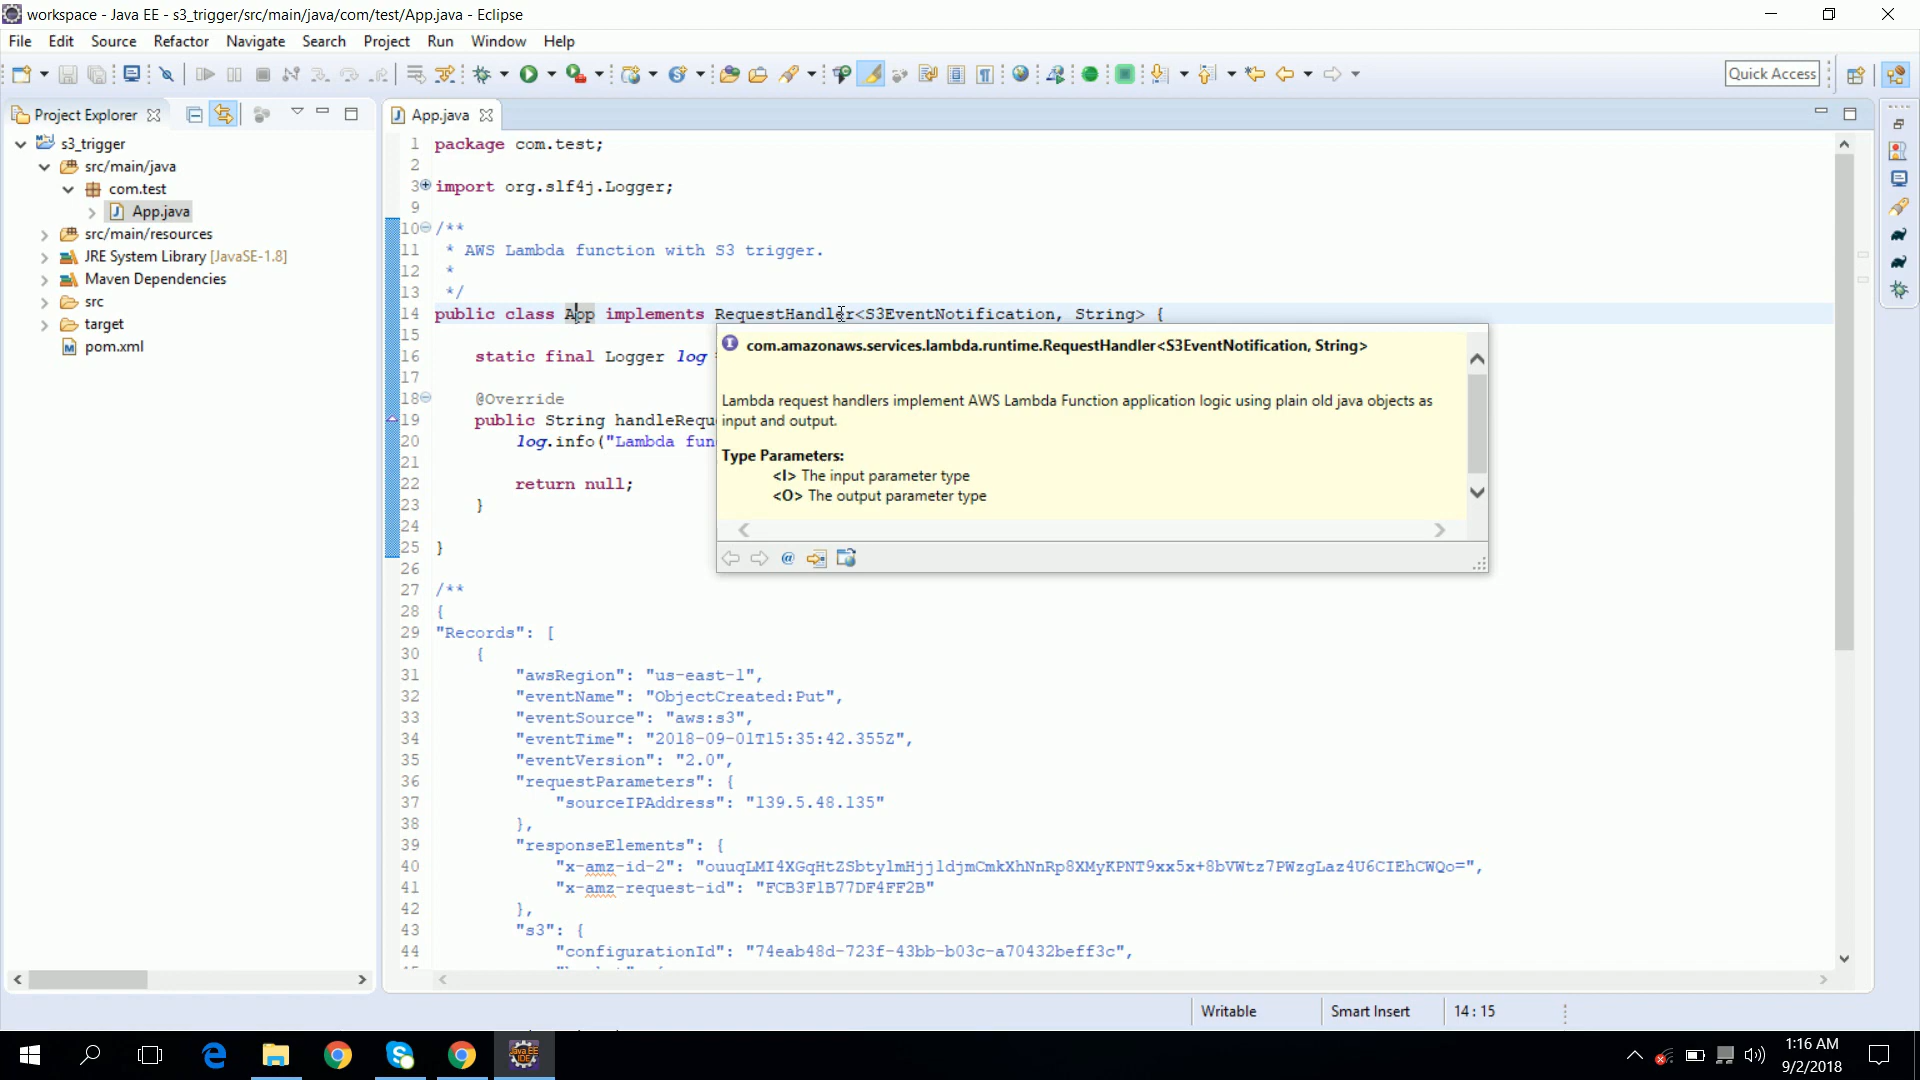 workspace - Java EE - s3_trigger/src/main/java/com/test/App.java - Eclipse
File Edit Source Refactor Navigate Search Project Run Window Help
Quick Access
Project Explorer
s3_trigger
src/main/java
com.test
App.java
src/main/resources
JRE System Library [JavaSE-1.8]
Maven Dependencies
src
target
pom.xml
App.java
1 package com.test;
2
3 import org.slf4j.Logger;
9
10 /**
11 * AWS Lambda function with S3 trigger.
12 *
13 */
14 public class App implements RequestHandler<S3EventNotification, String> {
15
16 static final Logger log
17
18 @Override
19 public String handleRequ
20 log.info("Lambda fun
21
22 return null;
23 }
24
25 }
26
27 /**
28 {
29 "Records": [
30 {
31 "awsRegion": "us-east-1",
32 "eventName": "ObjectCreated:Put",
33 "eventSource": "aws:s3",
34 "eventTime": "2018-09-01T15:35:42.355Z",
35 "eventVersion": "2.0",
36 "requestParameters": {
37 "sourceIPAddress": "139.5.48.135"
38 },
39 "responseElements": {
40 "x-amz-id-2": "ouuqLMI4XGqHtZSbtylmHjjldjmCmkXhNnRp8XMyKPNT9xx5x+8bVWtz7PWzgLaz4U6CIEhCWQo=",
41 "x-amz-request-id": "FCB3F1B77DF4FF2B"
42 },
43 "s3": {
44 "configurationId": "74eab48d-723f-43bb-b03c-a70432beff3c",
com.amazonaws.services.lambda.runtime.RequestHandler<S3EventNotification, String>
Lambda request handlers implement AWS Lambda Function application logic using plain old java objects as
input and output.
Type Parameters:
<I> The input parameter type
<O> The output parameter type
Writable
Smart Insert
14 : 15
1:16 AM
9/2/2018